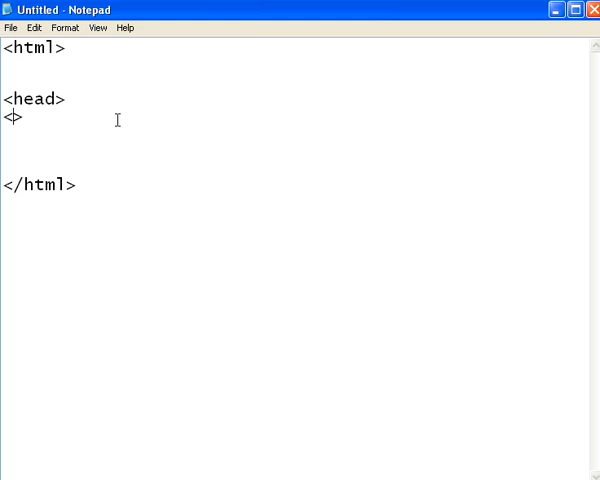 Untitled - Notepad
File Edit Format View Help
<html>
<head>
<>
</html>